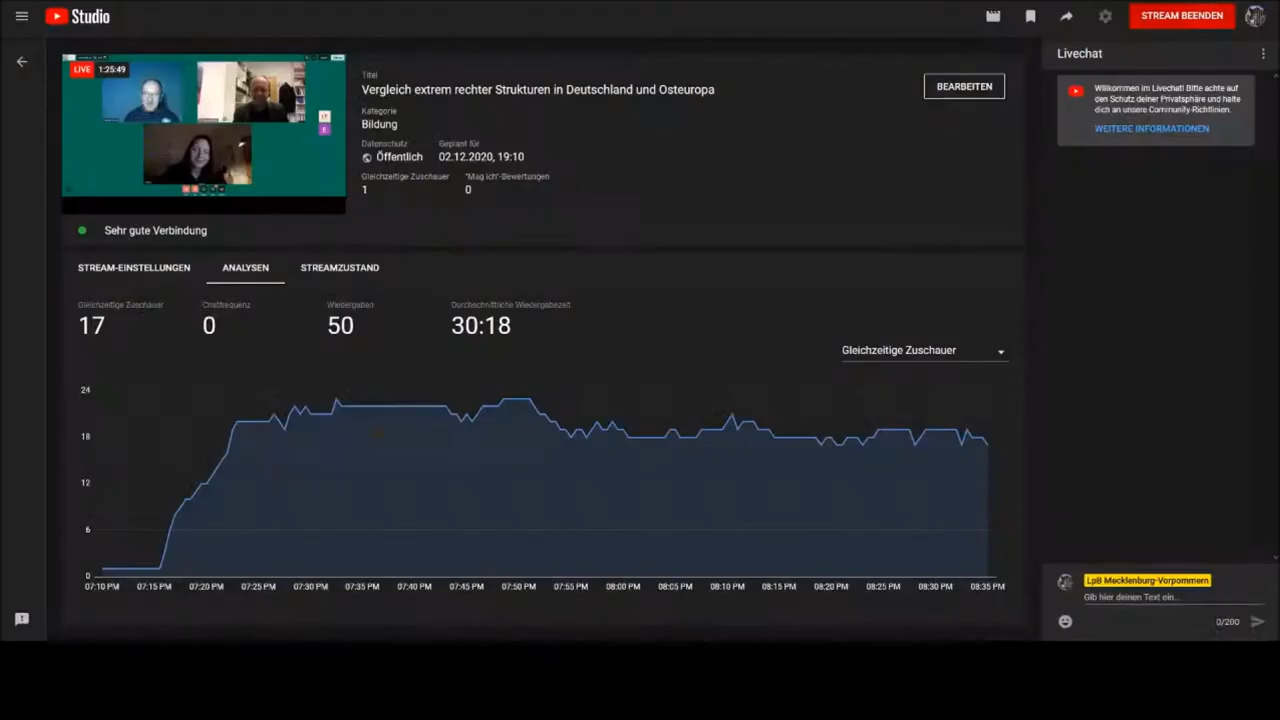 Studio
STREAM BEENDEN
LIVE 1:25:49
Titel
Vergleich extrem rechter Strukturen in Deutschland und Osteuropa
BEARBEITEN
Kategorie
Bildung
Datenschutz Geplant für
Öffentlich 02.12.2020, 19:10
Gleichzeitige Zuschauer "Mag ich"-Bewertungen
1 0
Sehr gute Verbindung
STREAM-EINSTELLUNGEN ANALYSEN STREAMZUSTAND
Gleichzeitige Zuschauer Chatfrequenz Wiedergaben Durchschnittliche Wiedergabezeit
17 0 50 30:18
Gleichzeitige Zuschauer
24
18
12
6
0
07:10 PM 07:15 PM 07:20 PM 07:25 PM 07:30 PM 07:35 PM 07:40 PM 07:45 PM 07:50 PM 07:55 PM 08:00 PM 08:05 PM 08:10 PM 08:15 PM 08:20 PM 08:25 PM 08:30 PM 08:35 PM
Livechat
Willkommen im Livechat! Bitte achte auf
den Schutz deiner Privatsphäre und halte
dich an unsere Community-Richtlinien.
WEITERE INFORMATIONEN
LpB Mecklenburg-Vorpommern
Gib hier deinen Text ein...
0/200